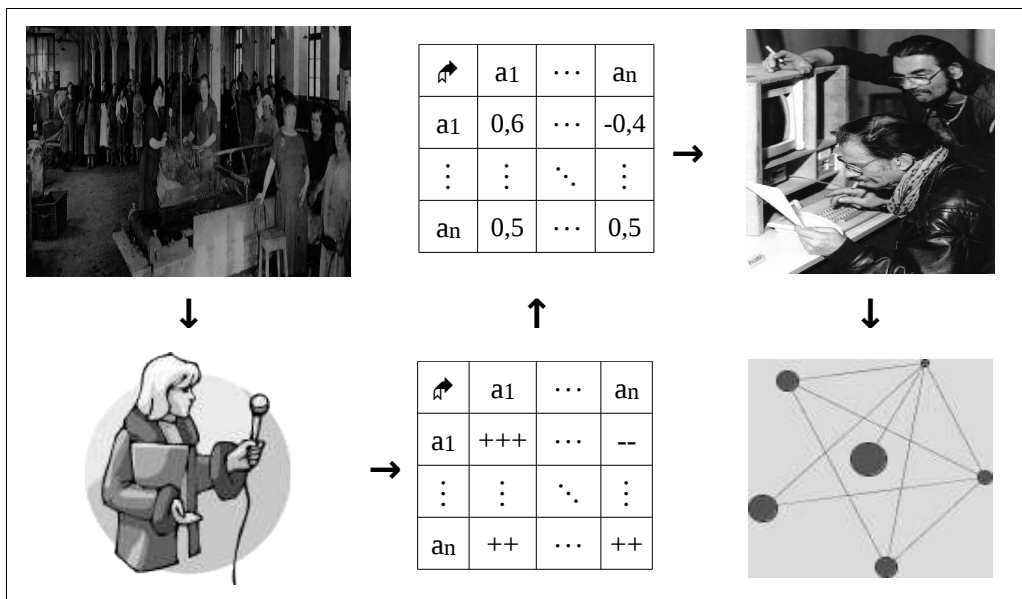 a1 ⋯ an
a1 0,6 ⋯ -0,4
⋮ ⋮ ⋱ ⋮
an 0,5 ⋯ 0,5
a1 ⋯ an
a1 +++ ⋯ --
⋮ ⋮ ⋱ ⋮
an ++ ⋯ ++